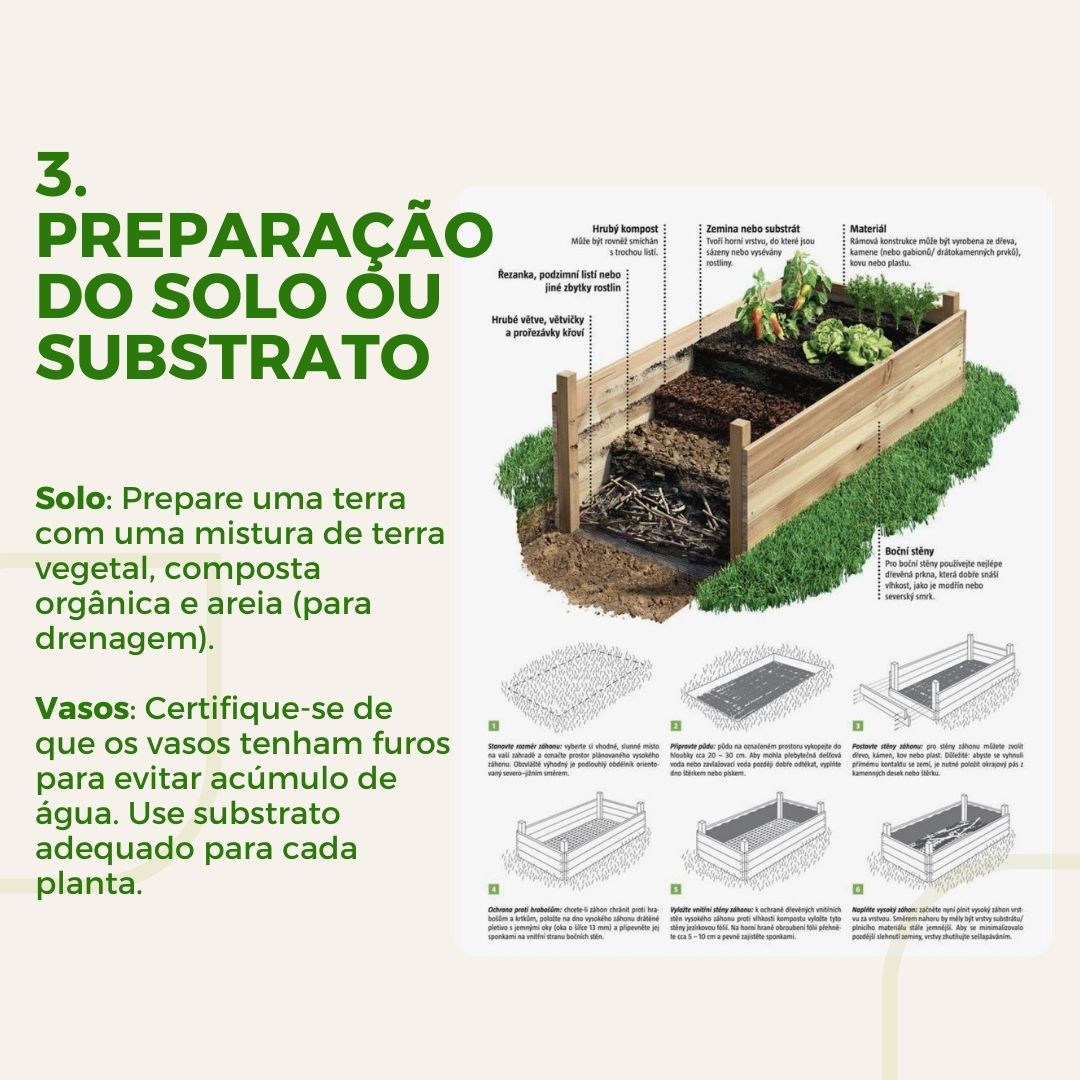 3.
PREPARAÇÃO
DO SOLO OU
SUBSTRATO
Solo: Prepare uma terra
com uma mistura de terra
vegetal, composta
orgânica e areia (para
drenagem).
Vasos: Certifique-se de
que os vasos tenham furos
para evitar acúmulo de
água. Use substrato
adequado para cada
planta.
Hrubý kompost
Může být rovněž smíchán
s trochou listí.
Řezanka, podzimní listí nebo
jiné zbytky rostlin
Hrubé větve, větvičky
a prořezávky křoví
Zemina nebo substrát
Tvoří horní vrstvu, do které jsou
sázeny nebo vysévány
rostliny.
Materiál
Rámová konstrukce může být vyrobena ze dřeva,
kamene (nebo gabionů/ drátokamenných prvků),
kovu nebo plastu.
Boční stěny
Pro boční stěny používejte nejlépe
dřevěná prkna, která dobře snáší
vlhkost, jako je modřín nebo
severský smrk.
1
Stanovte rozměr záhonu: vyberte si vhodné, slunné místo
na vaší zahradě a označte prostor plánovaného vysokého
záhonu. Obzvláště výhodný je podlouhlý obdélník oriento-
vaný severo-jižním směrem.
2
Připravte půdu: půdu na označeném prostoru vykopejte do
hloubky cca 20 – 30 cm. Aby mohla přebytečná dešťová
voda nebo zavlažovací voda později dobře odtékat, vyplňte
dno štěrkem nebo pískem.
3
Postavte stěny záhonu: pro stěny záhonu můžete zvolit
dřevo, kámen, kov nebo plast. Důležité: abyste se vyhnuli
přímému kontaktu se zemí, je nutné položit okrajový pás z
kamenných desek nebo štěrku.
4
Ochrana proti hrabošům: chcete-li záhon chránit proti hra-
bošům a krtkům, položte na dno vysokého záhonu drátěné
pletivo s jemnými oky (oka o šířce 13 mm) a připevněte jej
sponkami na vnitřní stranu bočních stěn.
5
Vyložte vnitřní stěny záhonu: k ochraně dřevěných vnitřních
stěn vysokého záhonu proti vlhkosti kompostu vyložte tyto
stěny jezírkovou fólií. Na horní hraně obroubení fólii přehně-
te cca 5 – 10 cm a pevně zajistěte sponkami.
6
Naplňte vysoký záhon: začněte nyní plnit vysoký záhon vrst-
vu za vrstvou. Směrem nahoru by měly být vrstvy substrátu/
plnicího materiálu stále jemnější. Aby se minimalizovalo
pozdější slehnutí zeminy, vrstvy zhutňujte sešlapáváním.